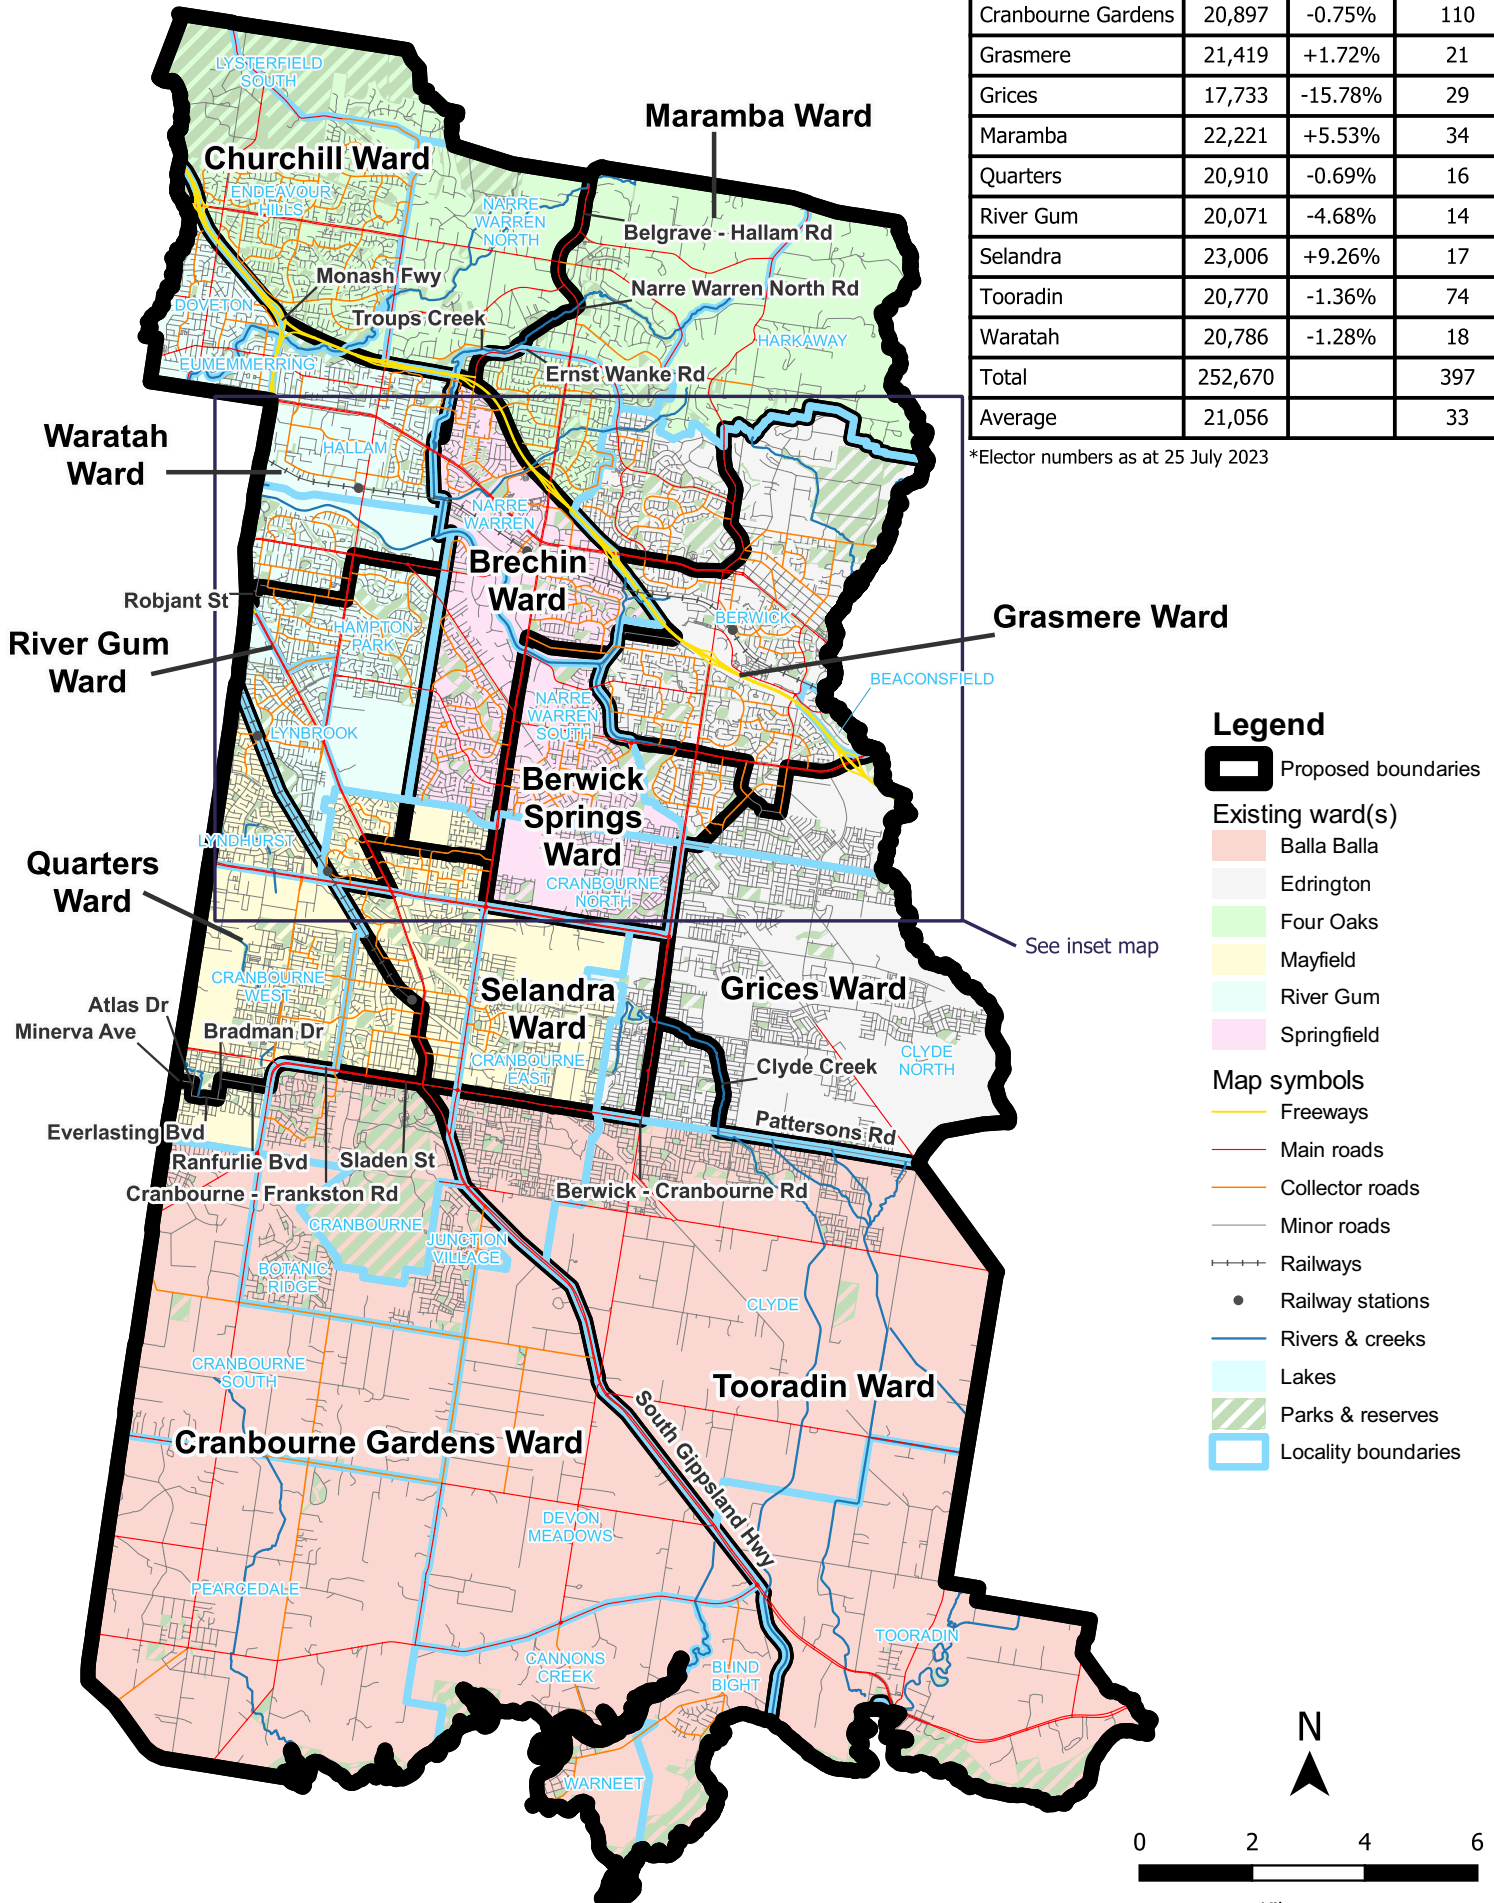 Cranbourne Gardens 20,897 -0.75% 110
Grasmere 21,419 +1.72% 21
Grices 17,733 -15.78% 29
Maramba 22,221 +5.53% 34
Quarters 20,910 -0.69% 16
River Gum 20,071 -4.68% 14
Selandra 23,006 +9.26% 17
Tooradin 20,770 -1.36% 74
Waratah 20,786 -1.28% 18
Total 252,670 397
Average 21,056 33
*Elector numbers as at 25 July 2023
LYSTERFIELD
SOUTH
Maramba Ward
Churchill Ward
ENDEAVOUR
HILLS
NARRE
WARREN
NORTH
Belgrave - Hallam Rd
Monash Fwy
Narre Warren North Rd
DOVETON
Troups Creek
HARKAWAY
EUMEMMERRING
Ernst Wanke Rd
Waratah
Ward
HALLAM
NARRE
WARREN
Brechin
Ward
Robjant St
Grasmere Ward
BERWICK
HAMPTON
PARK
River Gum
Ward
BEACONSFIELD
NARRE
WARREN
SOUTH
LYNBROOK
Berwick
Springs
Ward
LYNDHURST
Quarters
Ward
CRANBOURNE
NORTH
See inset map
CRANBOURNE
WEST
Selandra
Ward
Grices Ward
Atlas Dr
Minerva Ave
Bradman Dr
CRANBOURNE
EAST
Clyde Creek
CLYDE
NORTH
Everlasting Bvd
Pattersons Rd
Ranfurlie Bvd
Sladen St
Cranbourne - Frankston Rd
Berwick - Cranbourne Rd
CRANBOURNE
JUNCTION
VILLAGE
BOTANIC
RIDGE
CLYDE
CRANBOURNE
SOUTH
Tooradin Ward
South Gippsland Hwy
Cranbourne Gardens Ward
DEVON
MEADOWS
PEARCEDALE
TOORADIN
CANNONS
CREEK
BLIND
BIGHT
WARNEET
Legend
Proposed boundaries
Existing ward(s)
Balla Balla
Edrington
Four Oaks
Mayfield
River Gum
Springfield
Map symbols
Freeways
Main roads
Collector roads
Minor roads
Railways
Railway stations
Rivers & creeks
Lakes
Parks & reserves
Locality boundaries
N
0 2 4 6